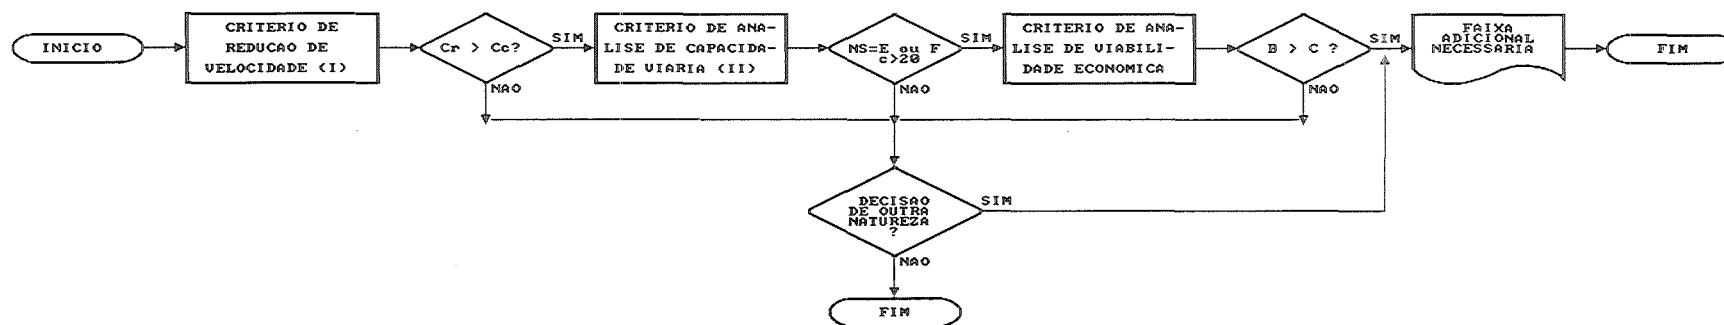 INICIO
CRITERIO DE
REDUCAO DE
VELOCIDADE (I)
Cr > Cc?
SIM
NAO
CRITERIO DE ANA-
LISE DE CAPACIDA-
DE VIARIA (II)
NS=E ou F
c>20
SIM
NAO
CRITERIO DE ANA-
LISE DE VIABILI-
DADE ECONOMICA
B > C ?
SIM
NAO
FAIXA
ADICIONAL
NECESSARIA
FIM
DECISAO
DE OUTRA
NATUREZA
?
SIM
NAO
FIM